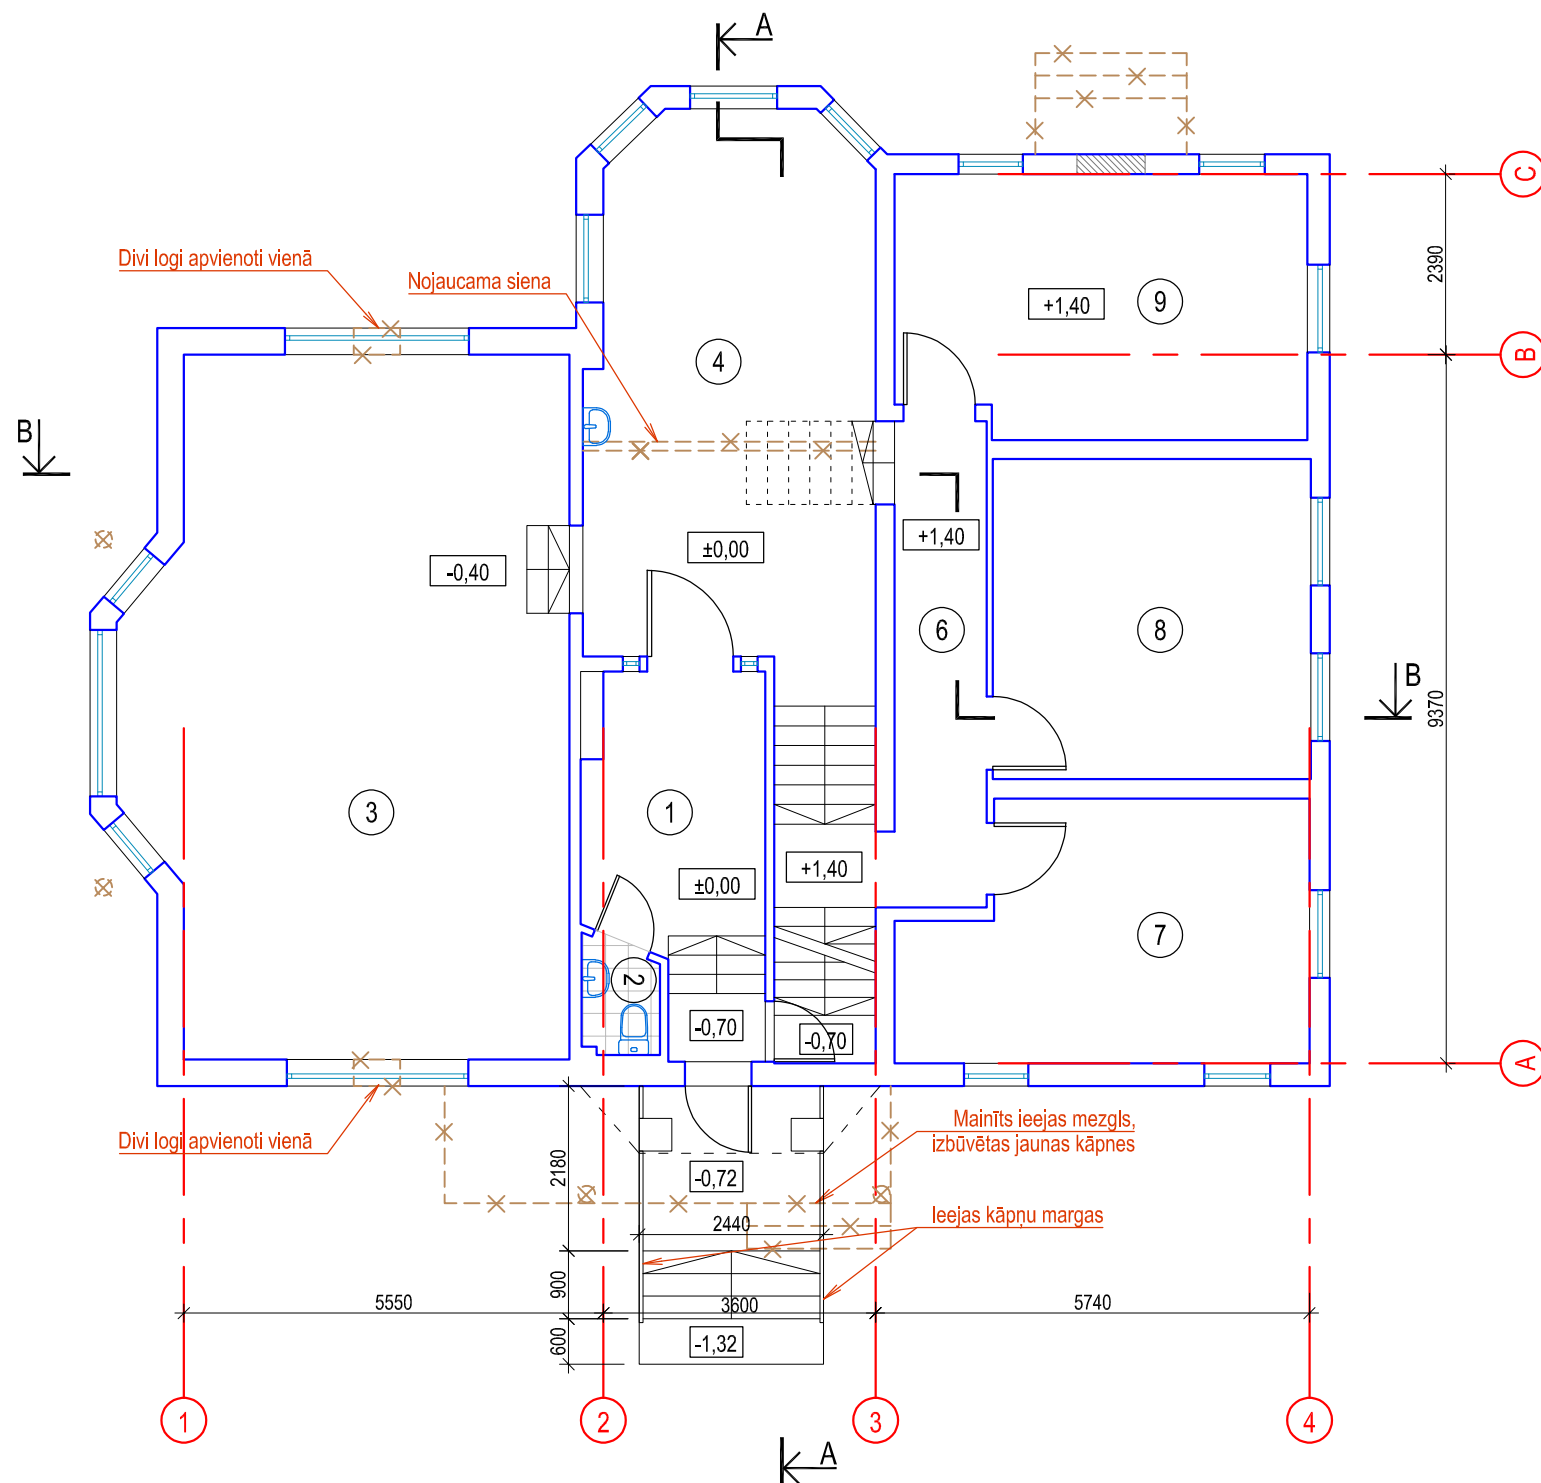 A
C
2390
Divi logi apvienoti vienā
Nojaucama siena
+1,40
9
4
B
B
-0,40
±0,00
+1,40
6
8
B
9370
3
1
+1,40
±0,00
7
2
-0,70
-0,70
A
Divi logi apvienoti vienā
Mainīts ieejas mezgls,
izbūvētas jaunas kāpnes
2180
-0,72
Ieejas kāpņu margas
2440
900
5550
3600
5740
600
-1,32
1
2
3
4
A